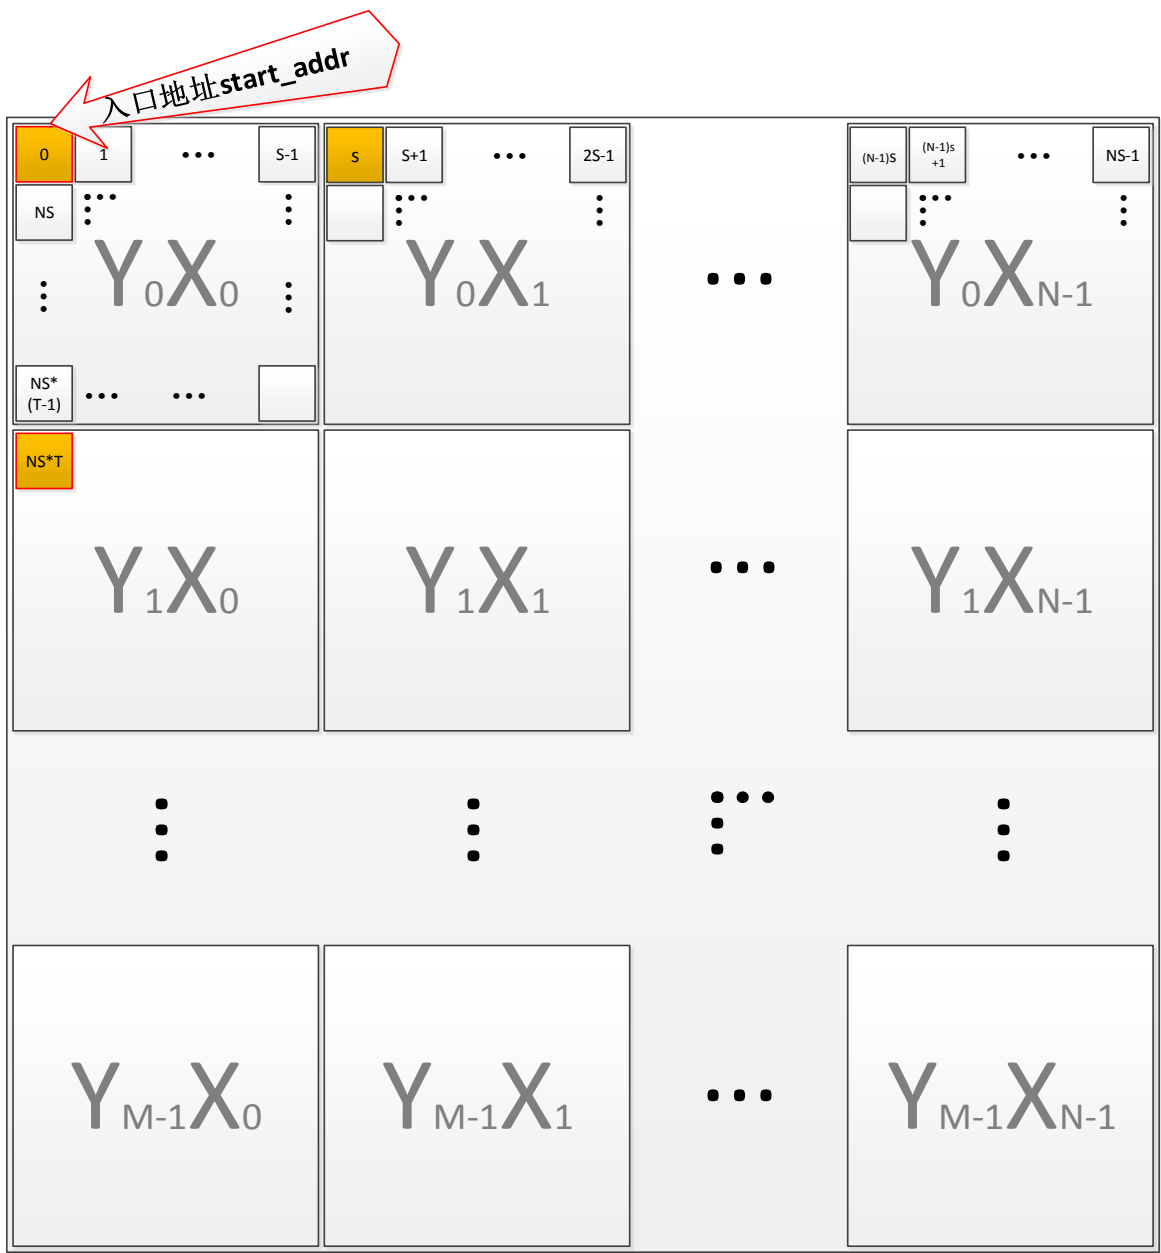 入口地址start_addr
0 1 ... S-1
s S+1 ... 2S-1
(N-1)S (N-1)s
+1 ... NS-1
NS
Y0X0
Y0X1
...
Y0XN-1
NS*
(T-1) ... ...
NS*T
Y1X0
Y1X1
...
Y1XN-1
YM-1X0
YM-1X1
...
YM-1XN-1